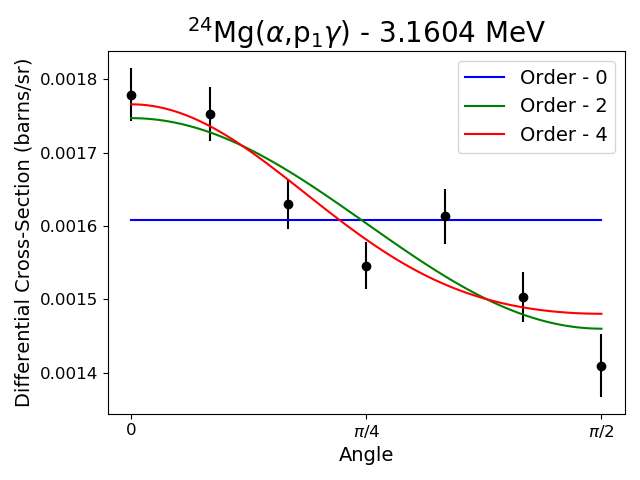 ²⁴Mg(α,p₁γ) - 3.1604 MeV
Differential Cross-Section (barns/sr)
0.0018
0.0017
0.0016
0.0015
0.0014
Order - 0
Order - 2
Order - 4
0 π/4 π/2
Angle